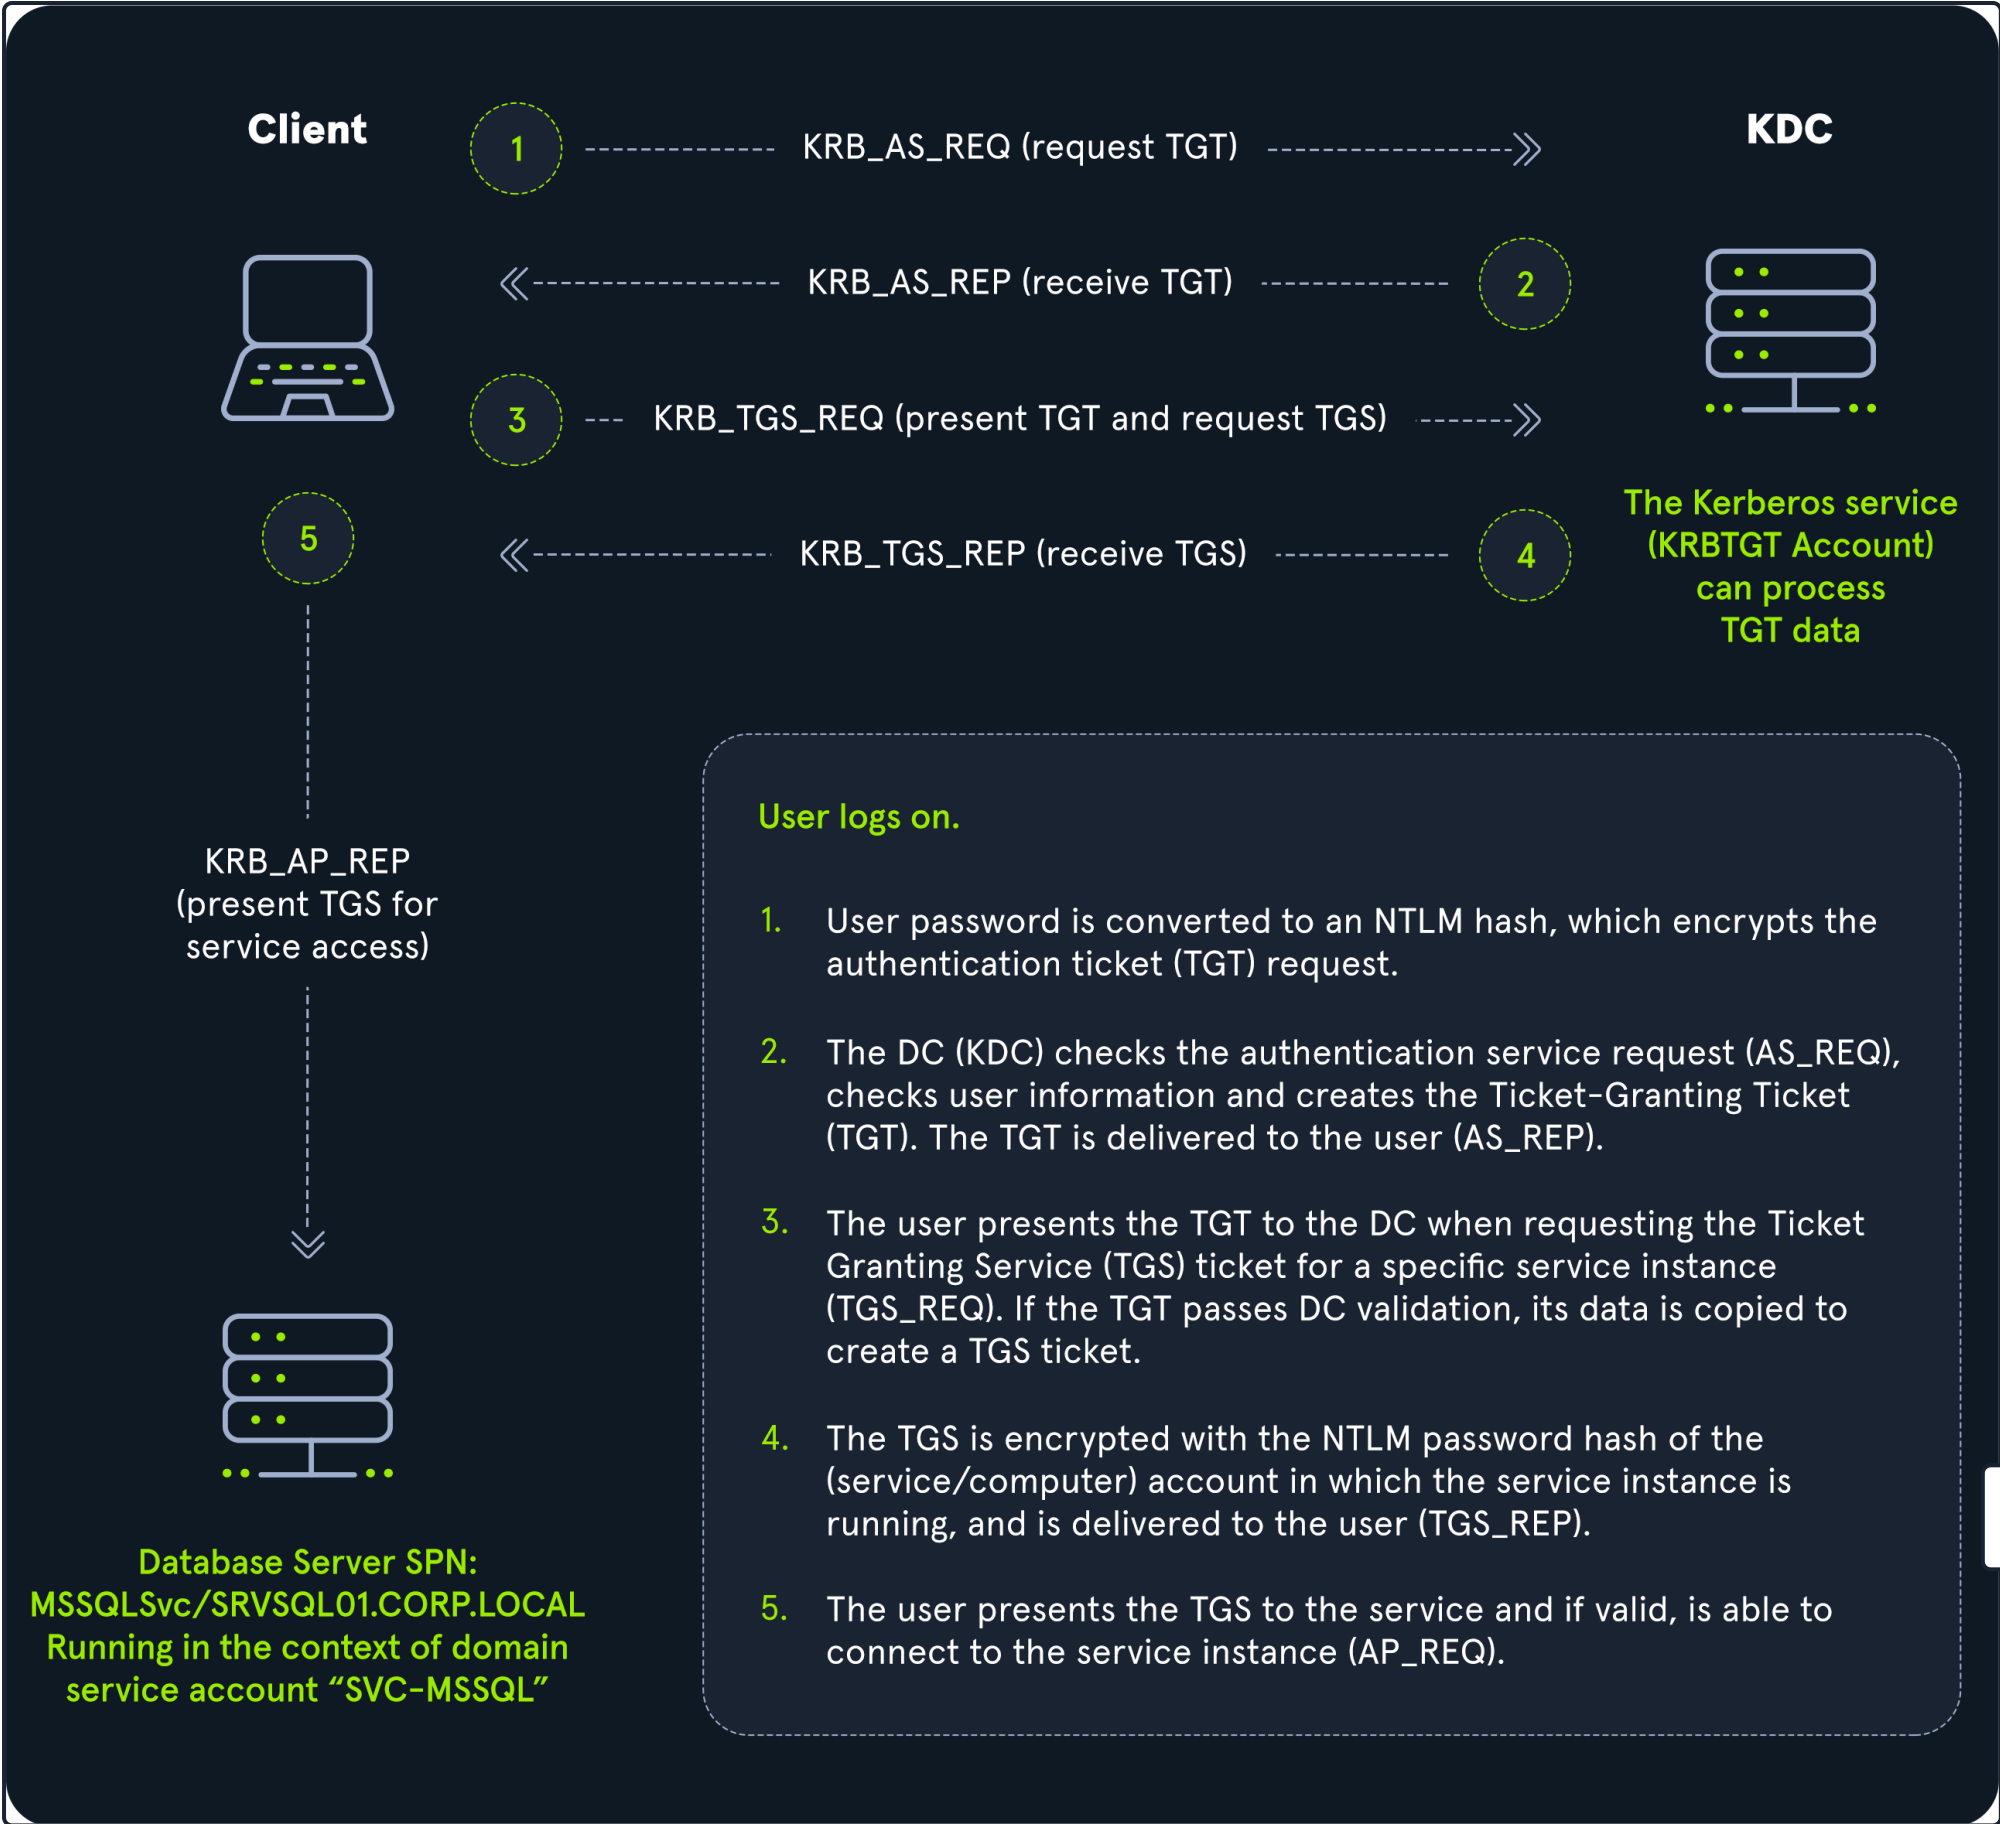 Client
KDC
1
KRB_AS_REQ (request TGT)
KRB_AS_REP (receive TGT)
2
3
KRB_TGS_REQ (present TGT and request TGS)
KRB_TGS_REP (receive TGS)
4
The Kerberos service
(KRBTGT Account)
can process
TGT data
5
KRB_AP_REP
(present TGS for
service access)
Database Server SPN:
MSSQLSvc/SRVSQL01.CORP.LOCAL
Running in the context of domain
service account “SVC-MSSQL”
User logs on.
1. User password is converted to an NTLM hash, which encrypts the
authentication ticket (TGT) request.
2. The DC (KDC) checks the authentication service request (AS_REQ),
checks user information and creates the Ticket-Granting Ticket
(TGT). The TGT is delivered to the user (AS_REP).
3. The user presents the TGT to the DC when requesting the Ticket
Granting Service (TGS) ticket for a specific service instance
(TGS_REQ). If the TGT passes DC validation, its data is copied to
create a TGS ticket.
4. The TGS is encrypted with the NTLM password hash of the
(service/computer) account in which the service instance is
running, and is delivered to the user (TGS_REP).
5. The user presents the TGS to the service and if valid, is able to
connect to the service instance (AP_REQ).